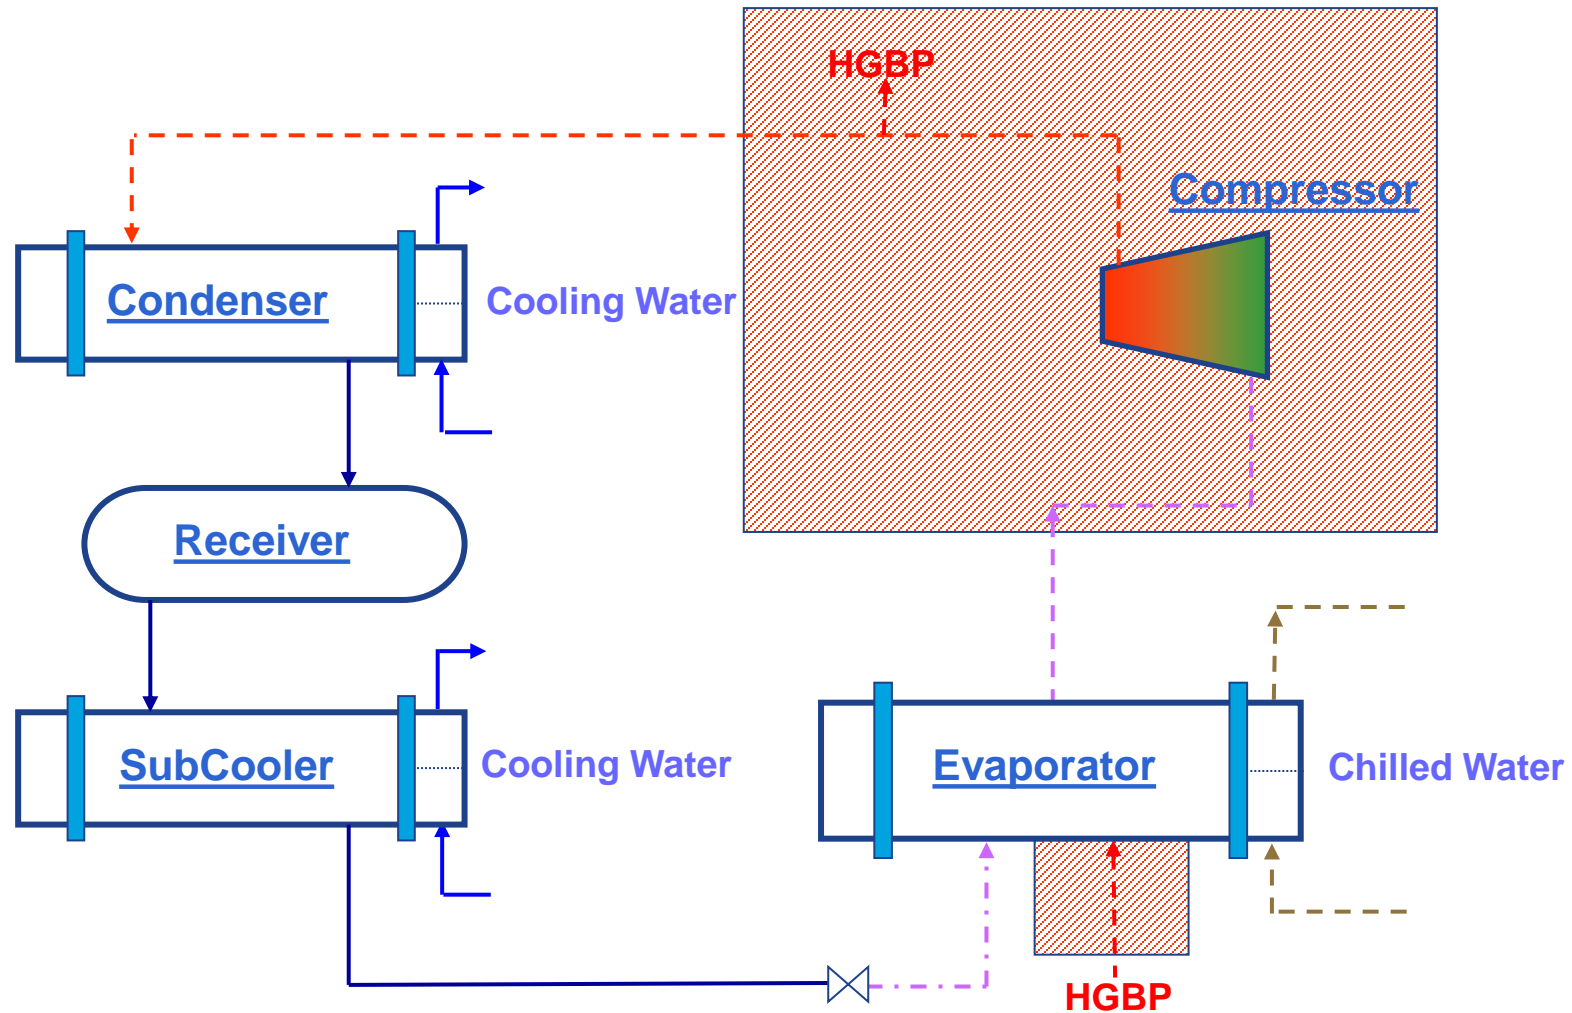 HGBP
Compressor
Condenser
Cooling Water
Receiver
SubCooler
Cooling Water
Evaporator
Chilled Water
HGBP